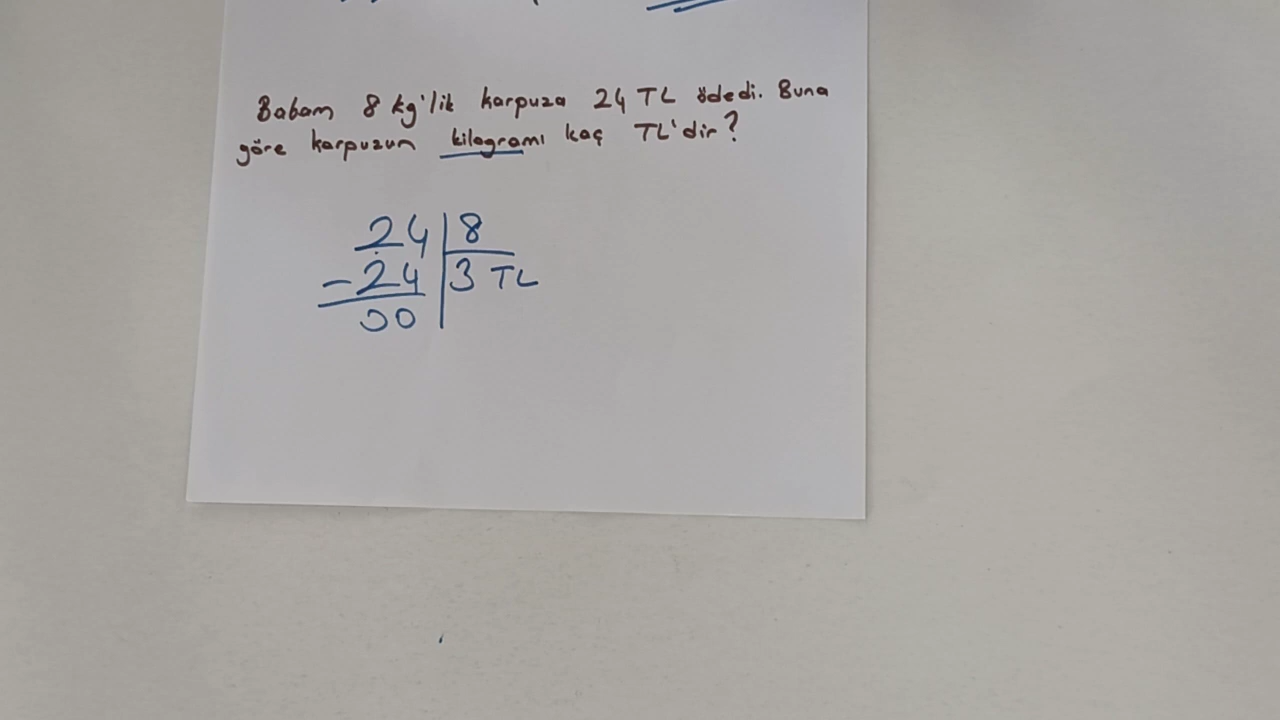 Babam 8 kg'lik karpuza 24 TL ödedi. Buna
göre karpuzun kilogramı kaç TL'dir?
24 8
-24 3 TL
00